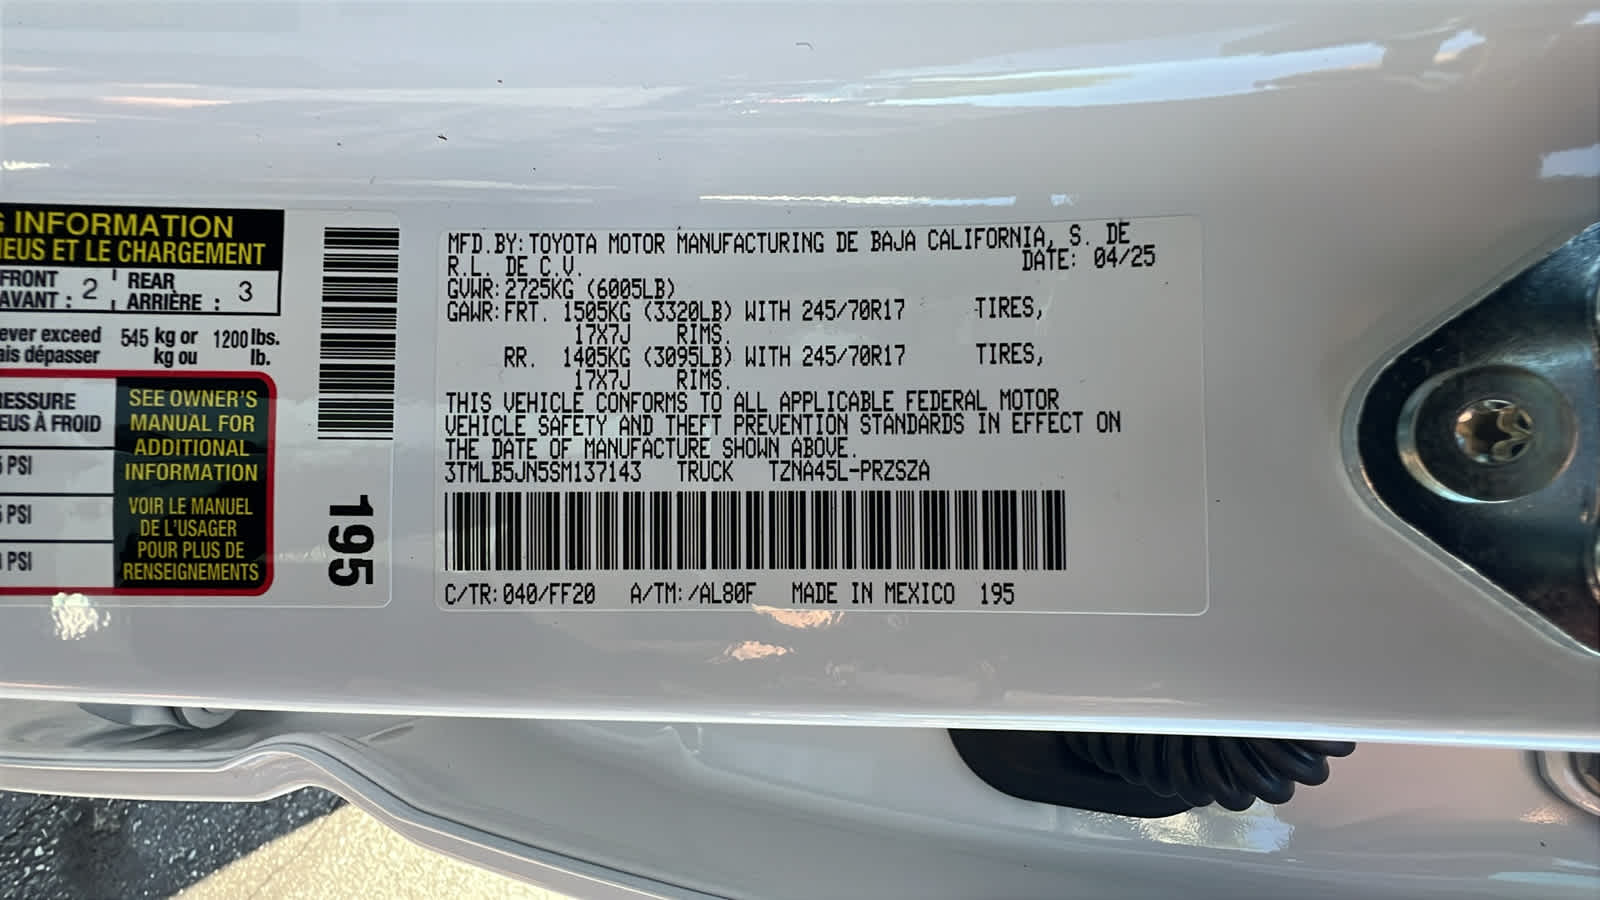 INFORMATION
ET LE CHARGEMENT
FRONT 2 REAR 3
AVANT : ARRIÈRE :
ever exceed 545 kg or 1200 lbs.
ais dépasser kg ou lb.
RESSURE
EUS À FROID
PSI
PSI
PSI
SEE OWNER'S
MANUAL FOR
ADDITIONAL
INFORMATION
VOIR LE MANUEL
DE L'USAGER
POUR PLUS DE
RENSEIGNEMENTS
195
MFD.BY: TOYOTA MOTOR MANUFACTURING DE BAJA CALIFORNIA, S. DE
R.L. DE C.V. DATE: 04/25
GVWR: 2725KG (6005LB)
GAWR: FRT. 1505KG (3320LB) WITH 245/70R17 TIRES,
17X7J RIMS.
RR. 1405KG (3095LB) WITH 245/70R17 TIRES,
17X7J RIMS.
THIS VEHICLE CONFORMS TO ALL APPLICABLE FEDERAL MOTOR
VEHICLE SAFETY AND THEFT PREVENTION STANDARDS IN EFFECT ON
THE DATE OF MANUFACTURE SHOWN ABOVE.
3TMLB5JN5SM137143 TRUCK TZNA45L-PRZSZA
C/TR: 040/FF20 A/TM: /AL80F MADE IN MEXICO 195